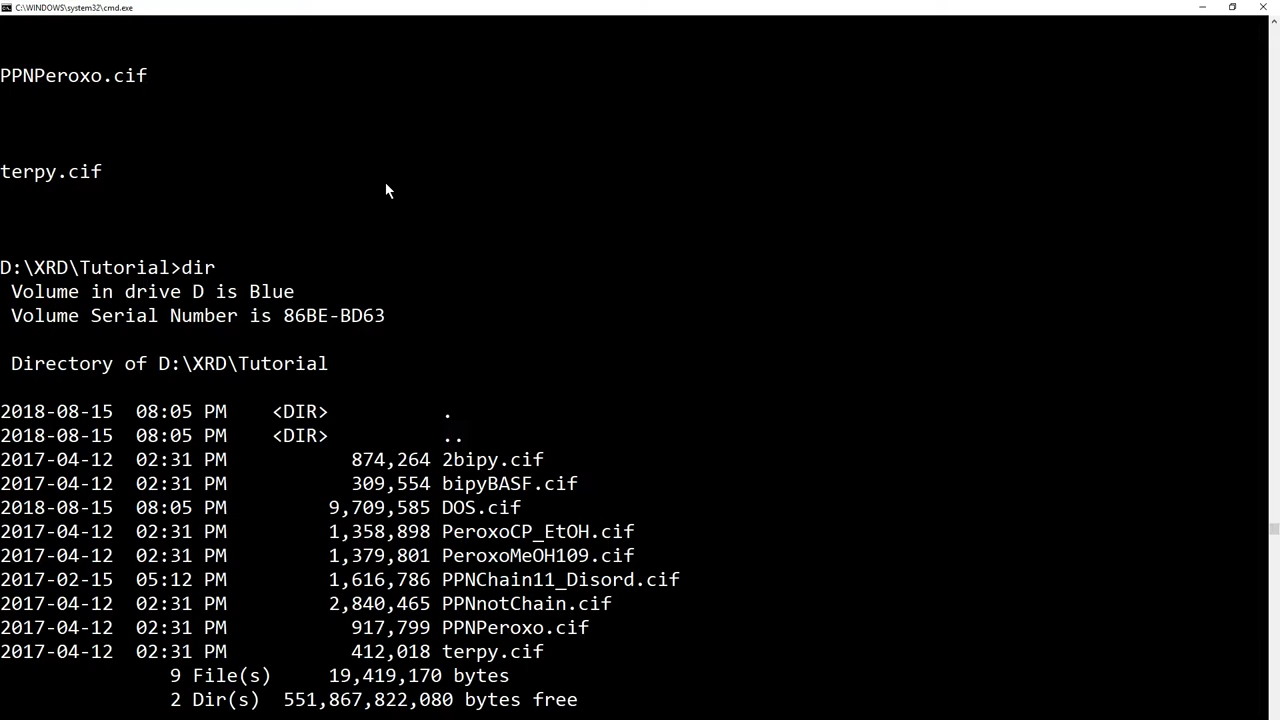 C:\WINDOWS\system32\cmd.exe
PPNPeroxo.cif
terpy.cif
D:\XRD\Tutorial>dir
 Volume in drive D is Blue
 Volume Serial Number is 86BE-BD63
 Directory of D:\XRD\Tutorial
2018-08-15  08:05 PM    <DIR>          .
2018-08-15  08:05 PM    <DIR>          ..
2017-04-12  02:31 PM           874,264 2bipy.cif
2017-04-12  02:31 PM           309,554 bipyBASF.cif
2018-08-15  08:05 PM         9,709,585 DOS.cif
2017-04-12  02:31 PM         1,358,898 PeroxoCP_EtOH.cif
2017-04-12  02:31 PM         1,379,801 PeroxoMeOH109.cif
2017-02-15  05:12 PM         1,616,786 PPNChain11_Disord.cif
2017-04-12  02:31 PM         2,840,465 PPNnotChain.cif
2017-04-12  02:31 PM           917,799 PPNPeroxo.cif
2017-04-12  02:31 PM           412,018 terpy.cif
               9 File(s)     19,419,170 bytes
               2 Dir(s)  551,867,822,080 bytes free